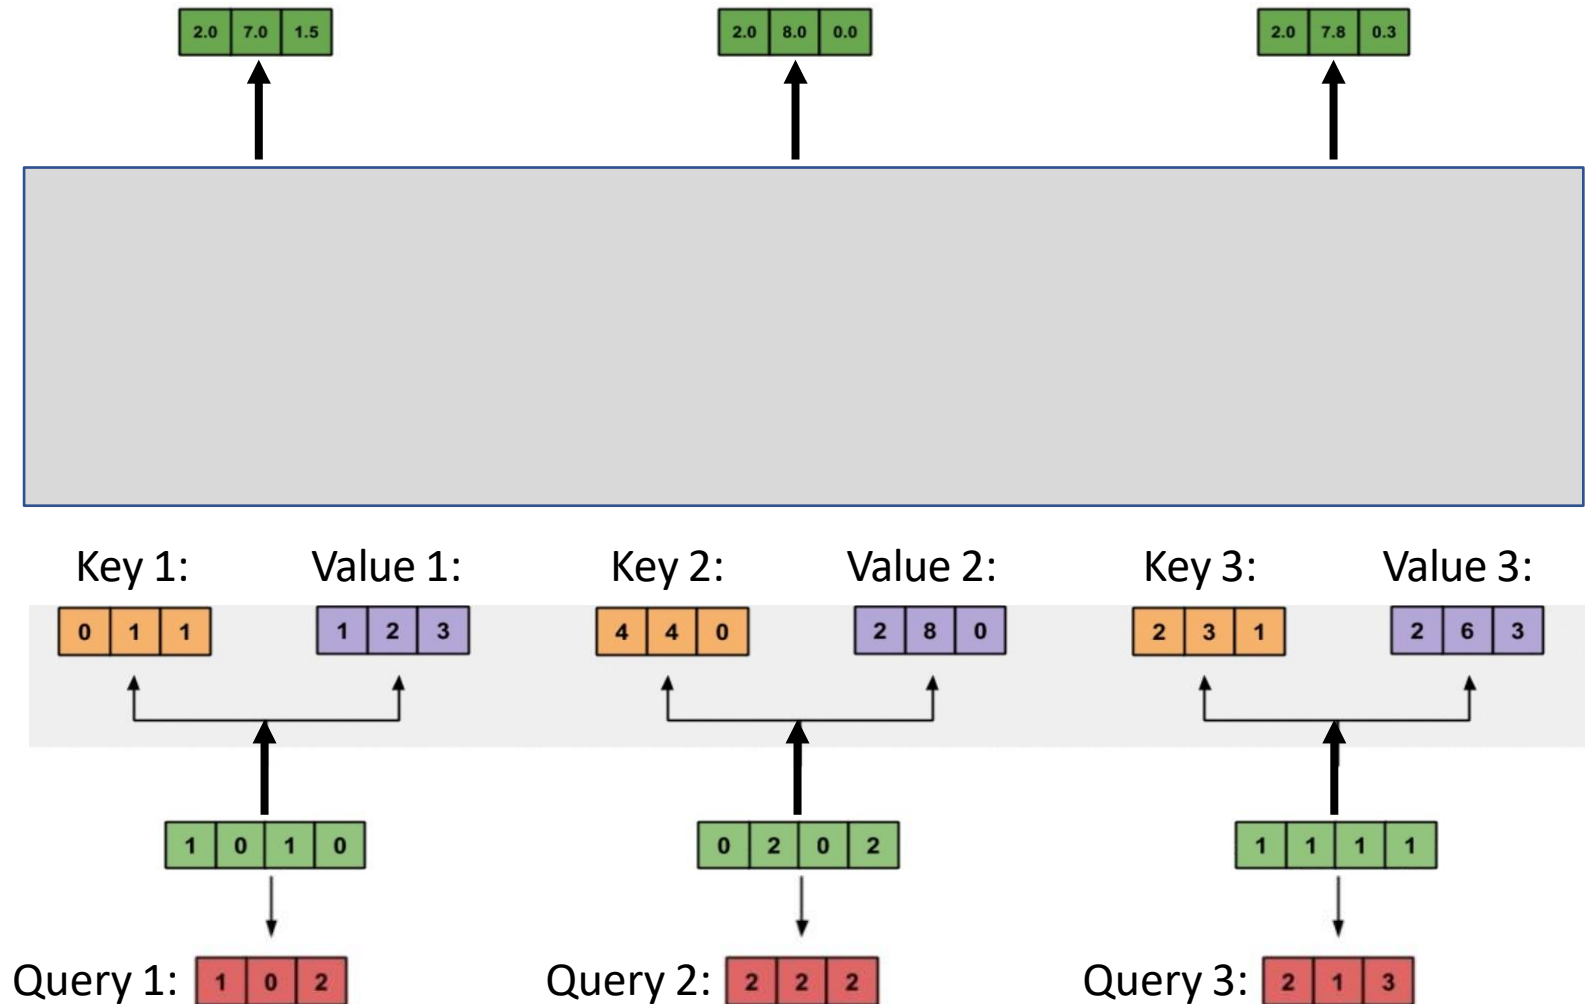 2.0 7.0 1.5 2.0 8.0 0.0 2.0 7.8 0.3
Key 1: Value 1: Key 2: Value 2: Key 3: Value 3:
0 1 1 1 2 3 4 4 0 2 8 0 2 3 1 2 6 3
1 0 1 0 0 2 0 2 1 1 1 1
Query 1: 1 0 2 Query 2: 2 2 2 Query 3: 2 1 3